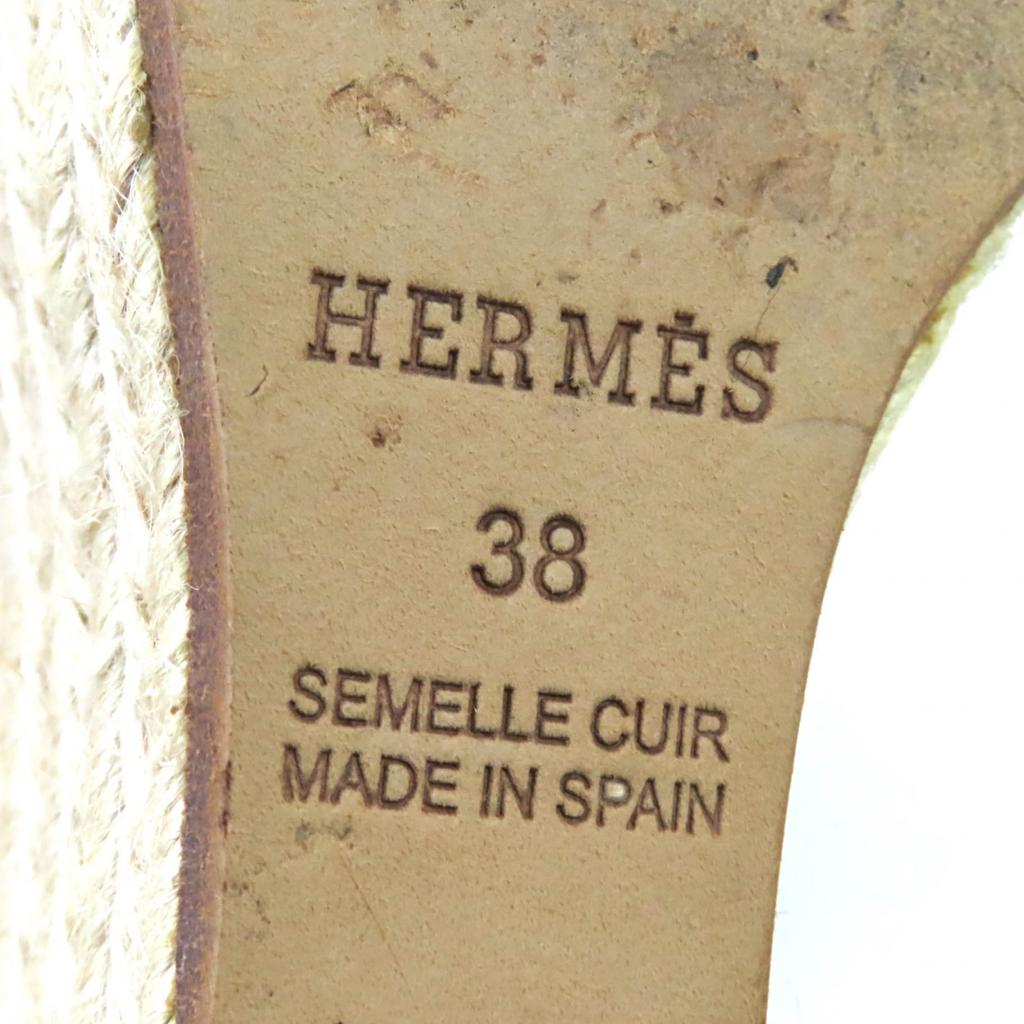 HERMÈS
38
SEMELLE CUIR
MADE IN SPAIN